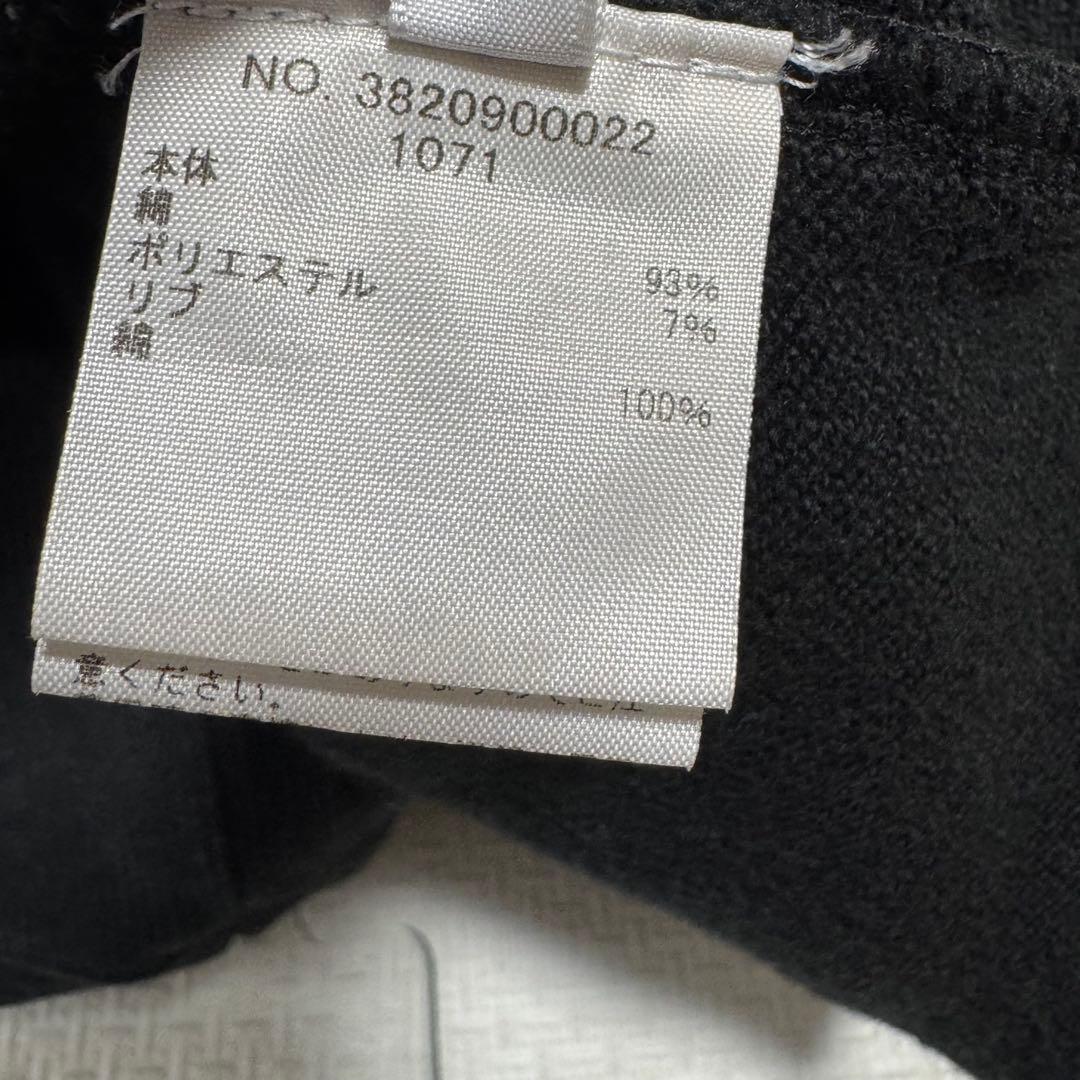 NO. 3820900022
1071
本体
綿 93%
ポリエステル 7%
リブ
綿 100%
意ください。